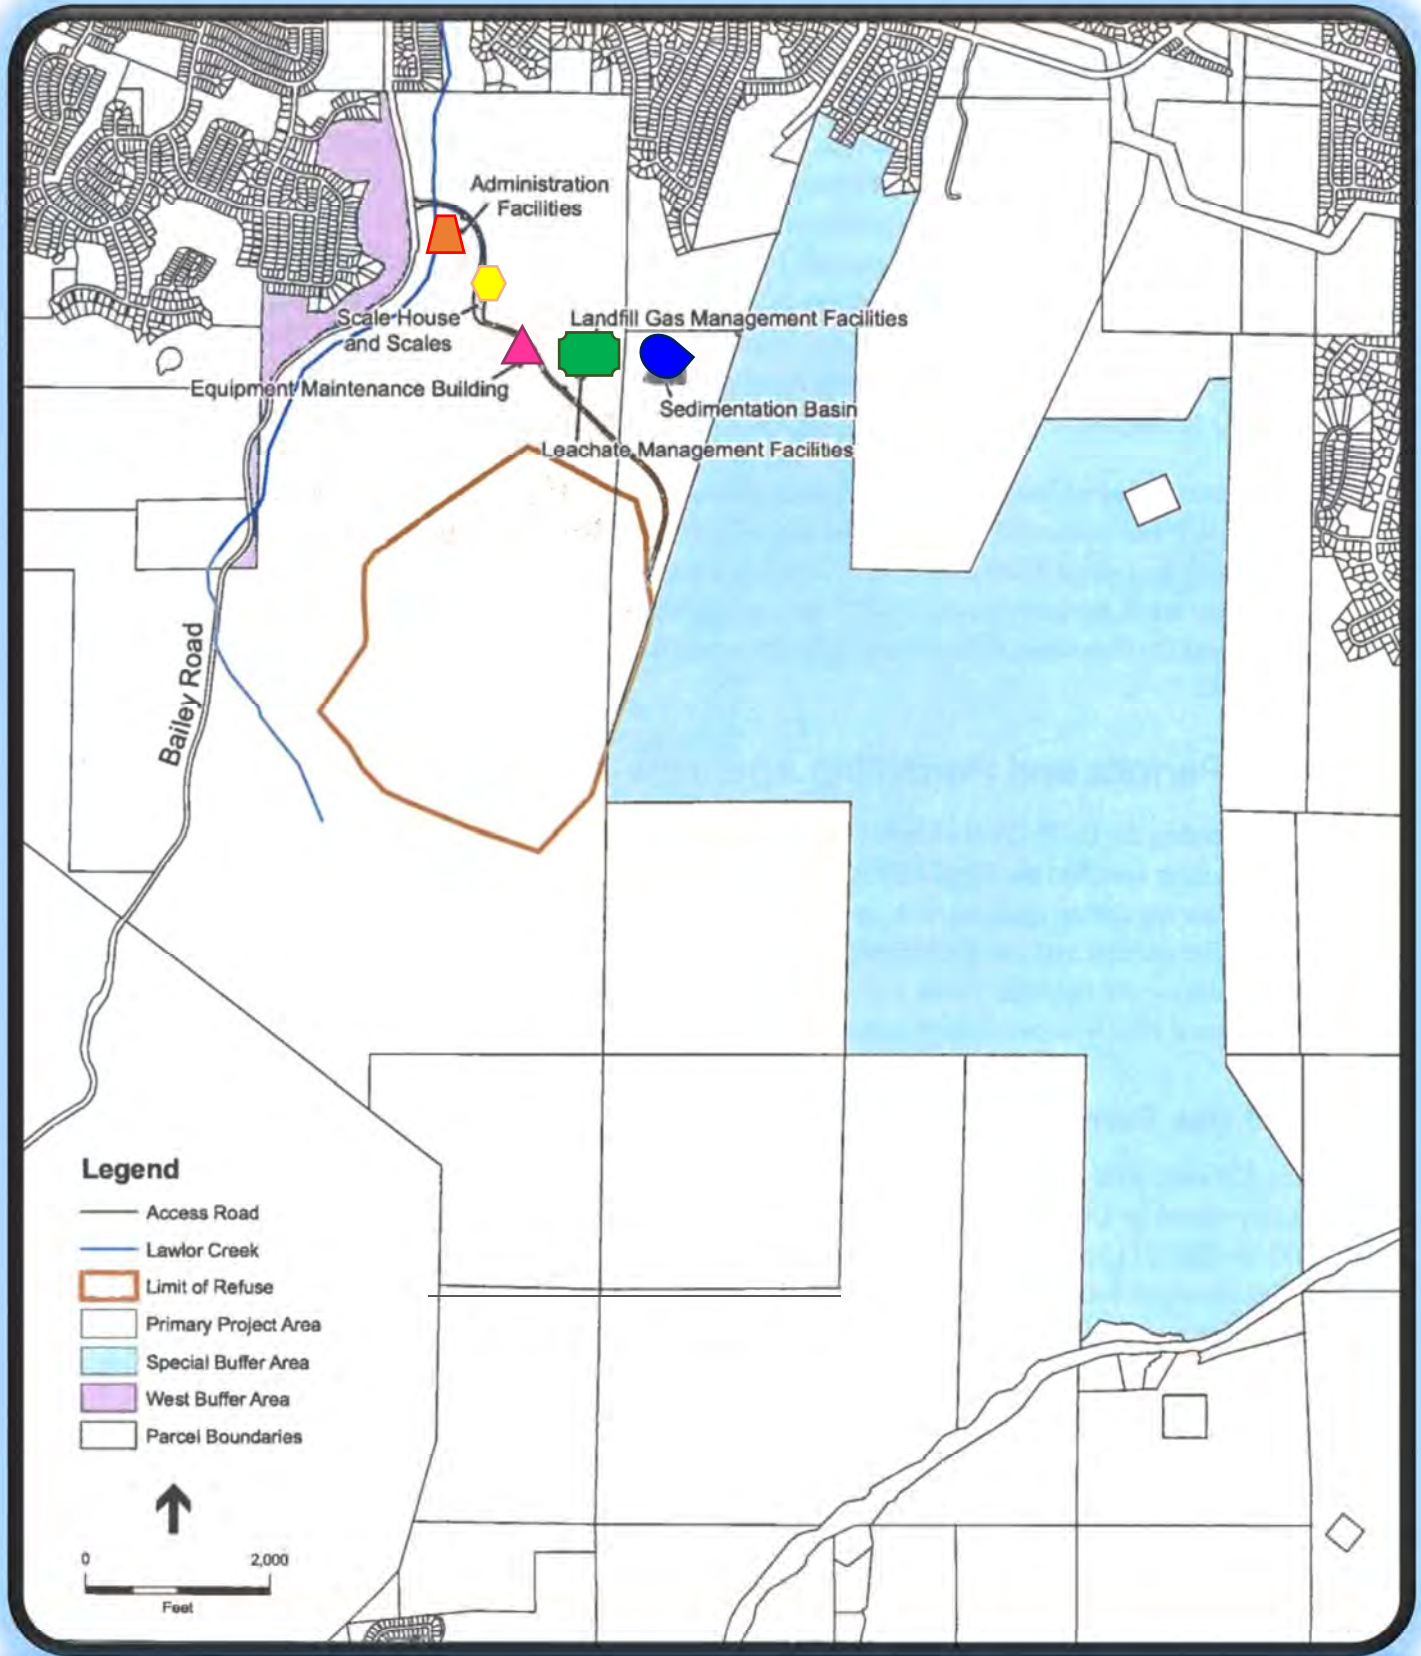 Administration
Facilities
Scale House
and Scales
Landfill Gas Management Facilities
Equipment Maintenance Building
Sedimentation Basin
Leachate Management Facilities
Bailey Road
Legend
Access Road
Lawlor Creek
Limit of Refuse
Primary Project Area
Special Buffer Area
West Buffer Area
Parcel Boundaries
0 2,000
Feet